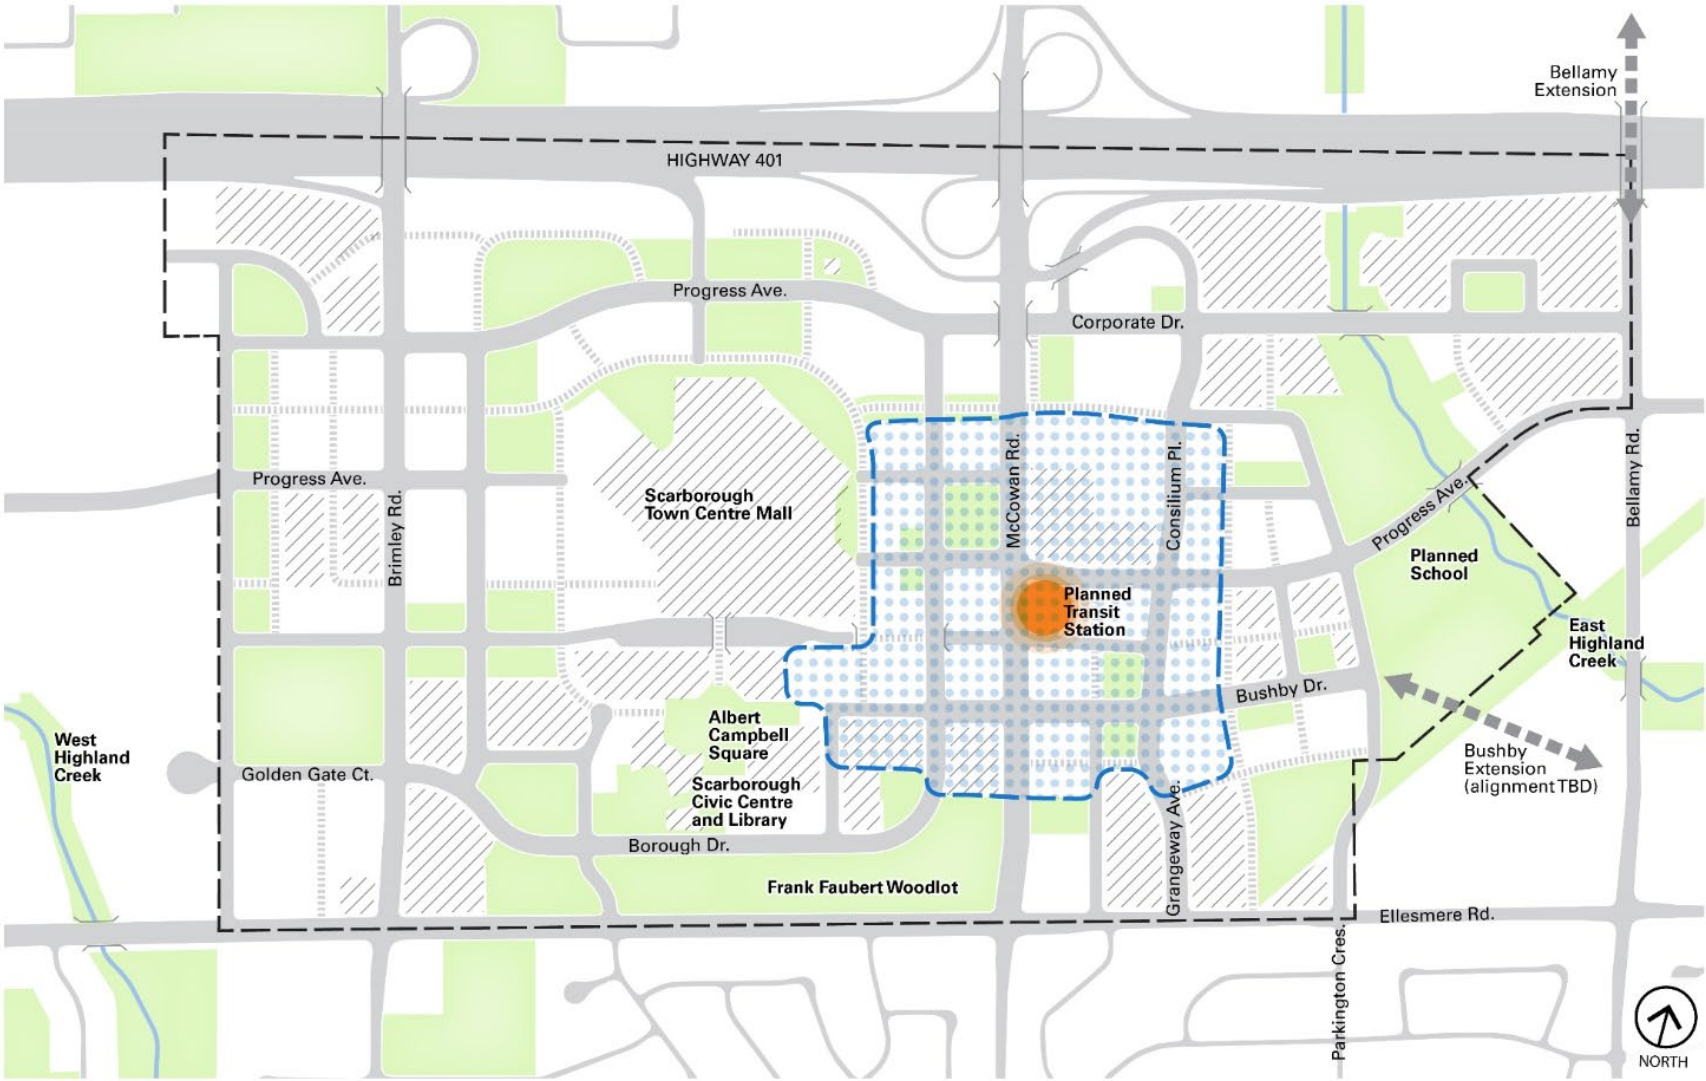 Bellamy
Extension
HIGHWAY 401
Progress Ave.
Corporate Dr.
McCowan Rd.
Consilium Pl.
Bellamy Rd.
Progress Ave.
Brimley Rd.
Scarborough
Town Centre Mall
Progress Ave.
Planned
School
Planned
Transit
Station
East
Highland
Creek
Bushby Dr.
West
Highland
Creek
Albert
Campbell
Square
Bushby
Extension
(alignment TBD)
Golden Gate Ct.
Scarborough
Civic Centre
and Library
Borough Dr.
Grangeway Ave.
Frank Faubert Woodlot
Ellesmere Rd.
Parkington Cres.
NORTH